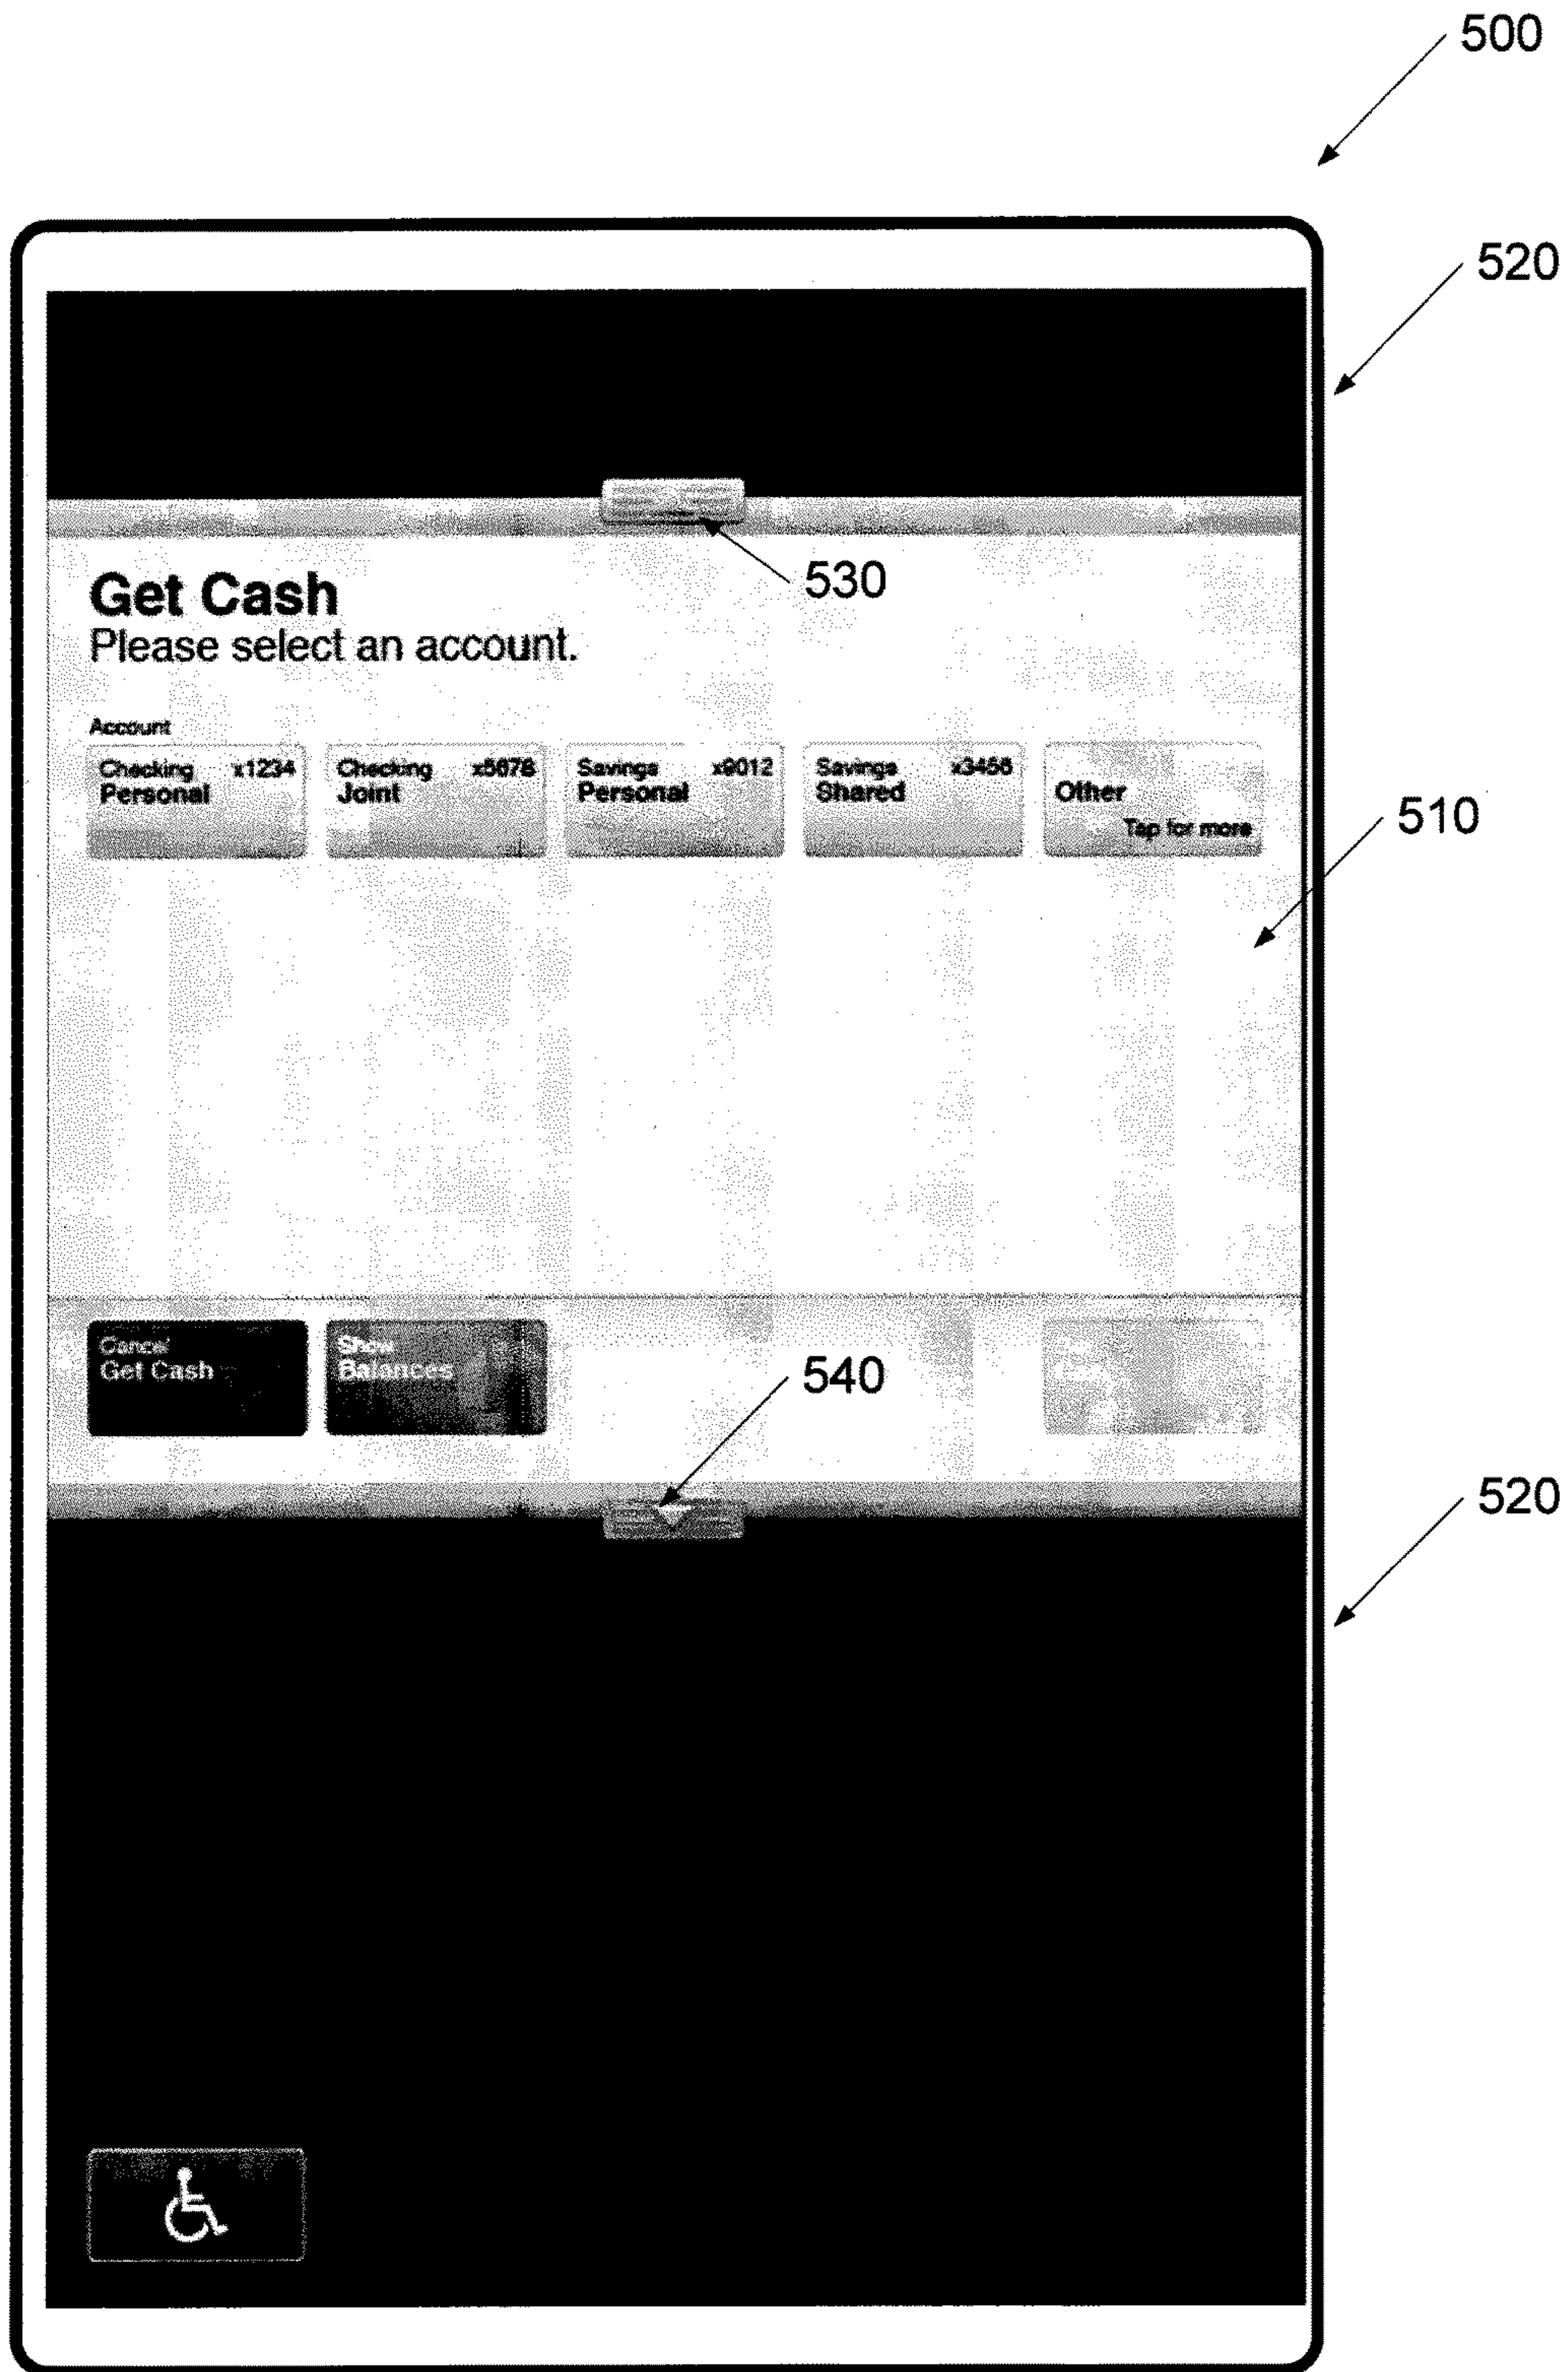 500
520
530
Get Cash
Please select an account.
Account
Checking x1234
Personal
Checking x5678
Joint
Savings x9012
Personal
Savings x3456
Shared
Other
Tap for more
510
Cancel
Get Cash
Show
Balances
540
520